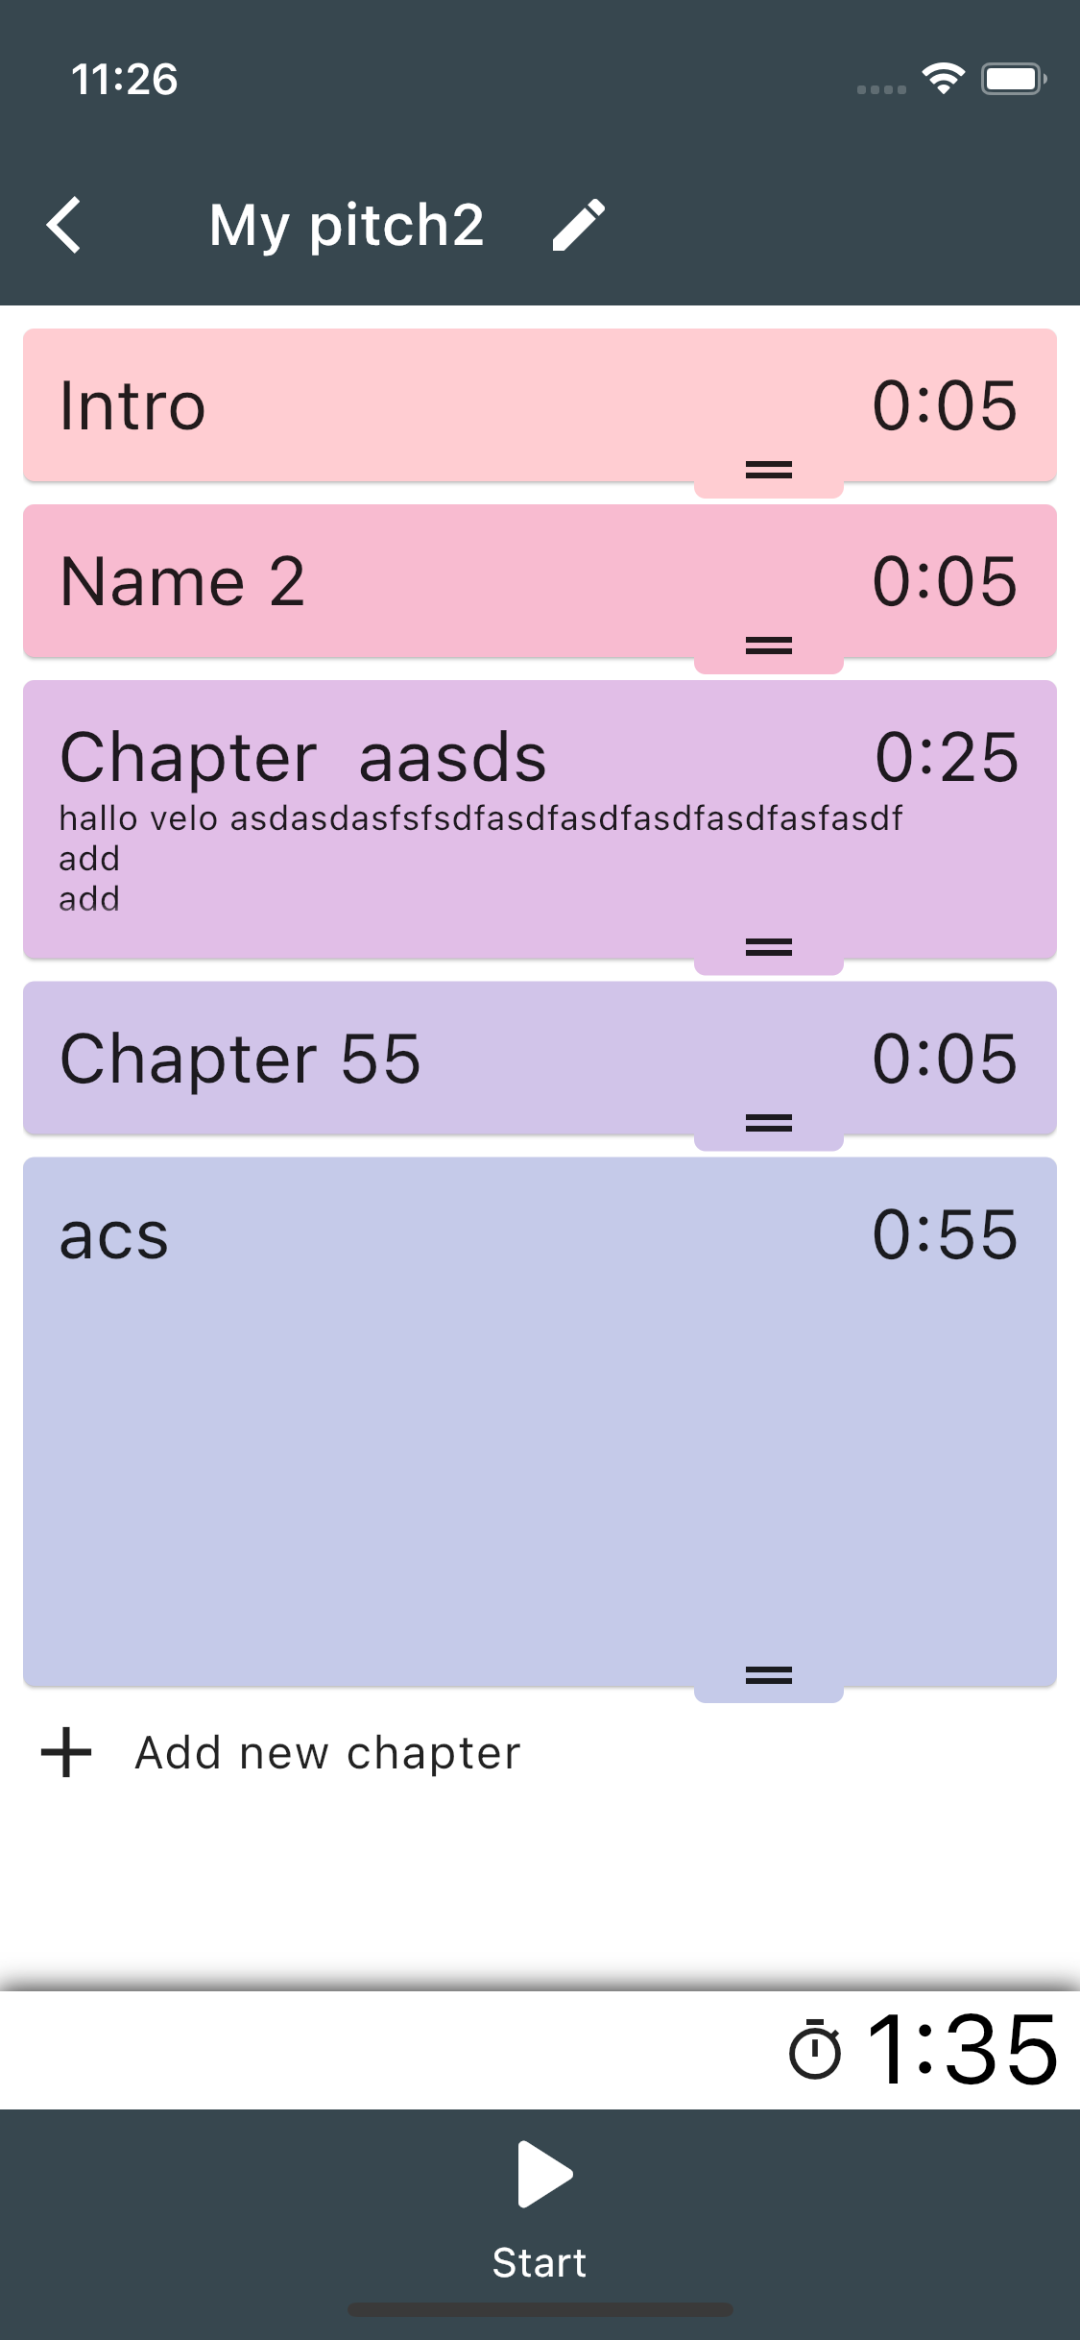 11:26
My pitch2
Intro 0:05
Name 2 0:05
Chapter  aasds 0:25
hallo velo asdasdasfsfsdfasdfasdfasdfasdfasfasdf
add
add
Chapter 55 0:05
acs 0:55
Add new chapter
1:35
Start